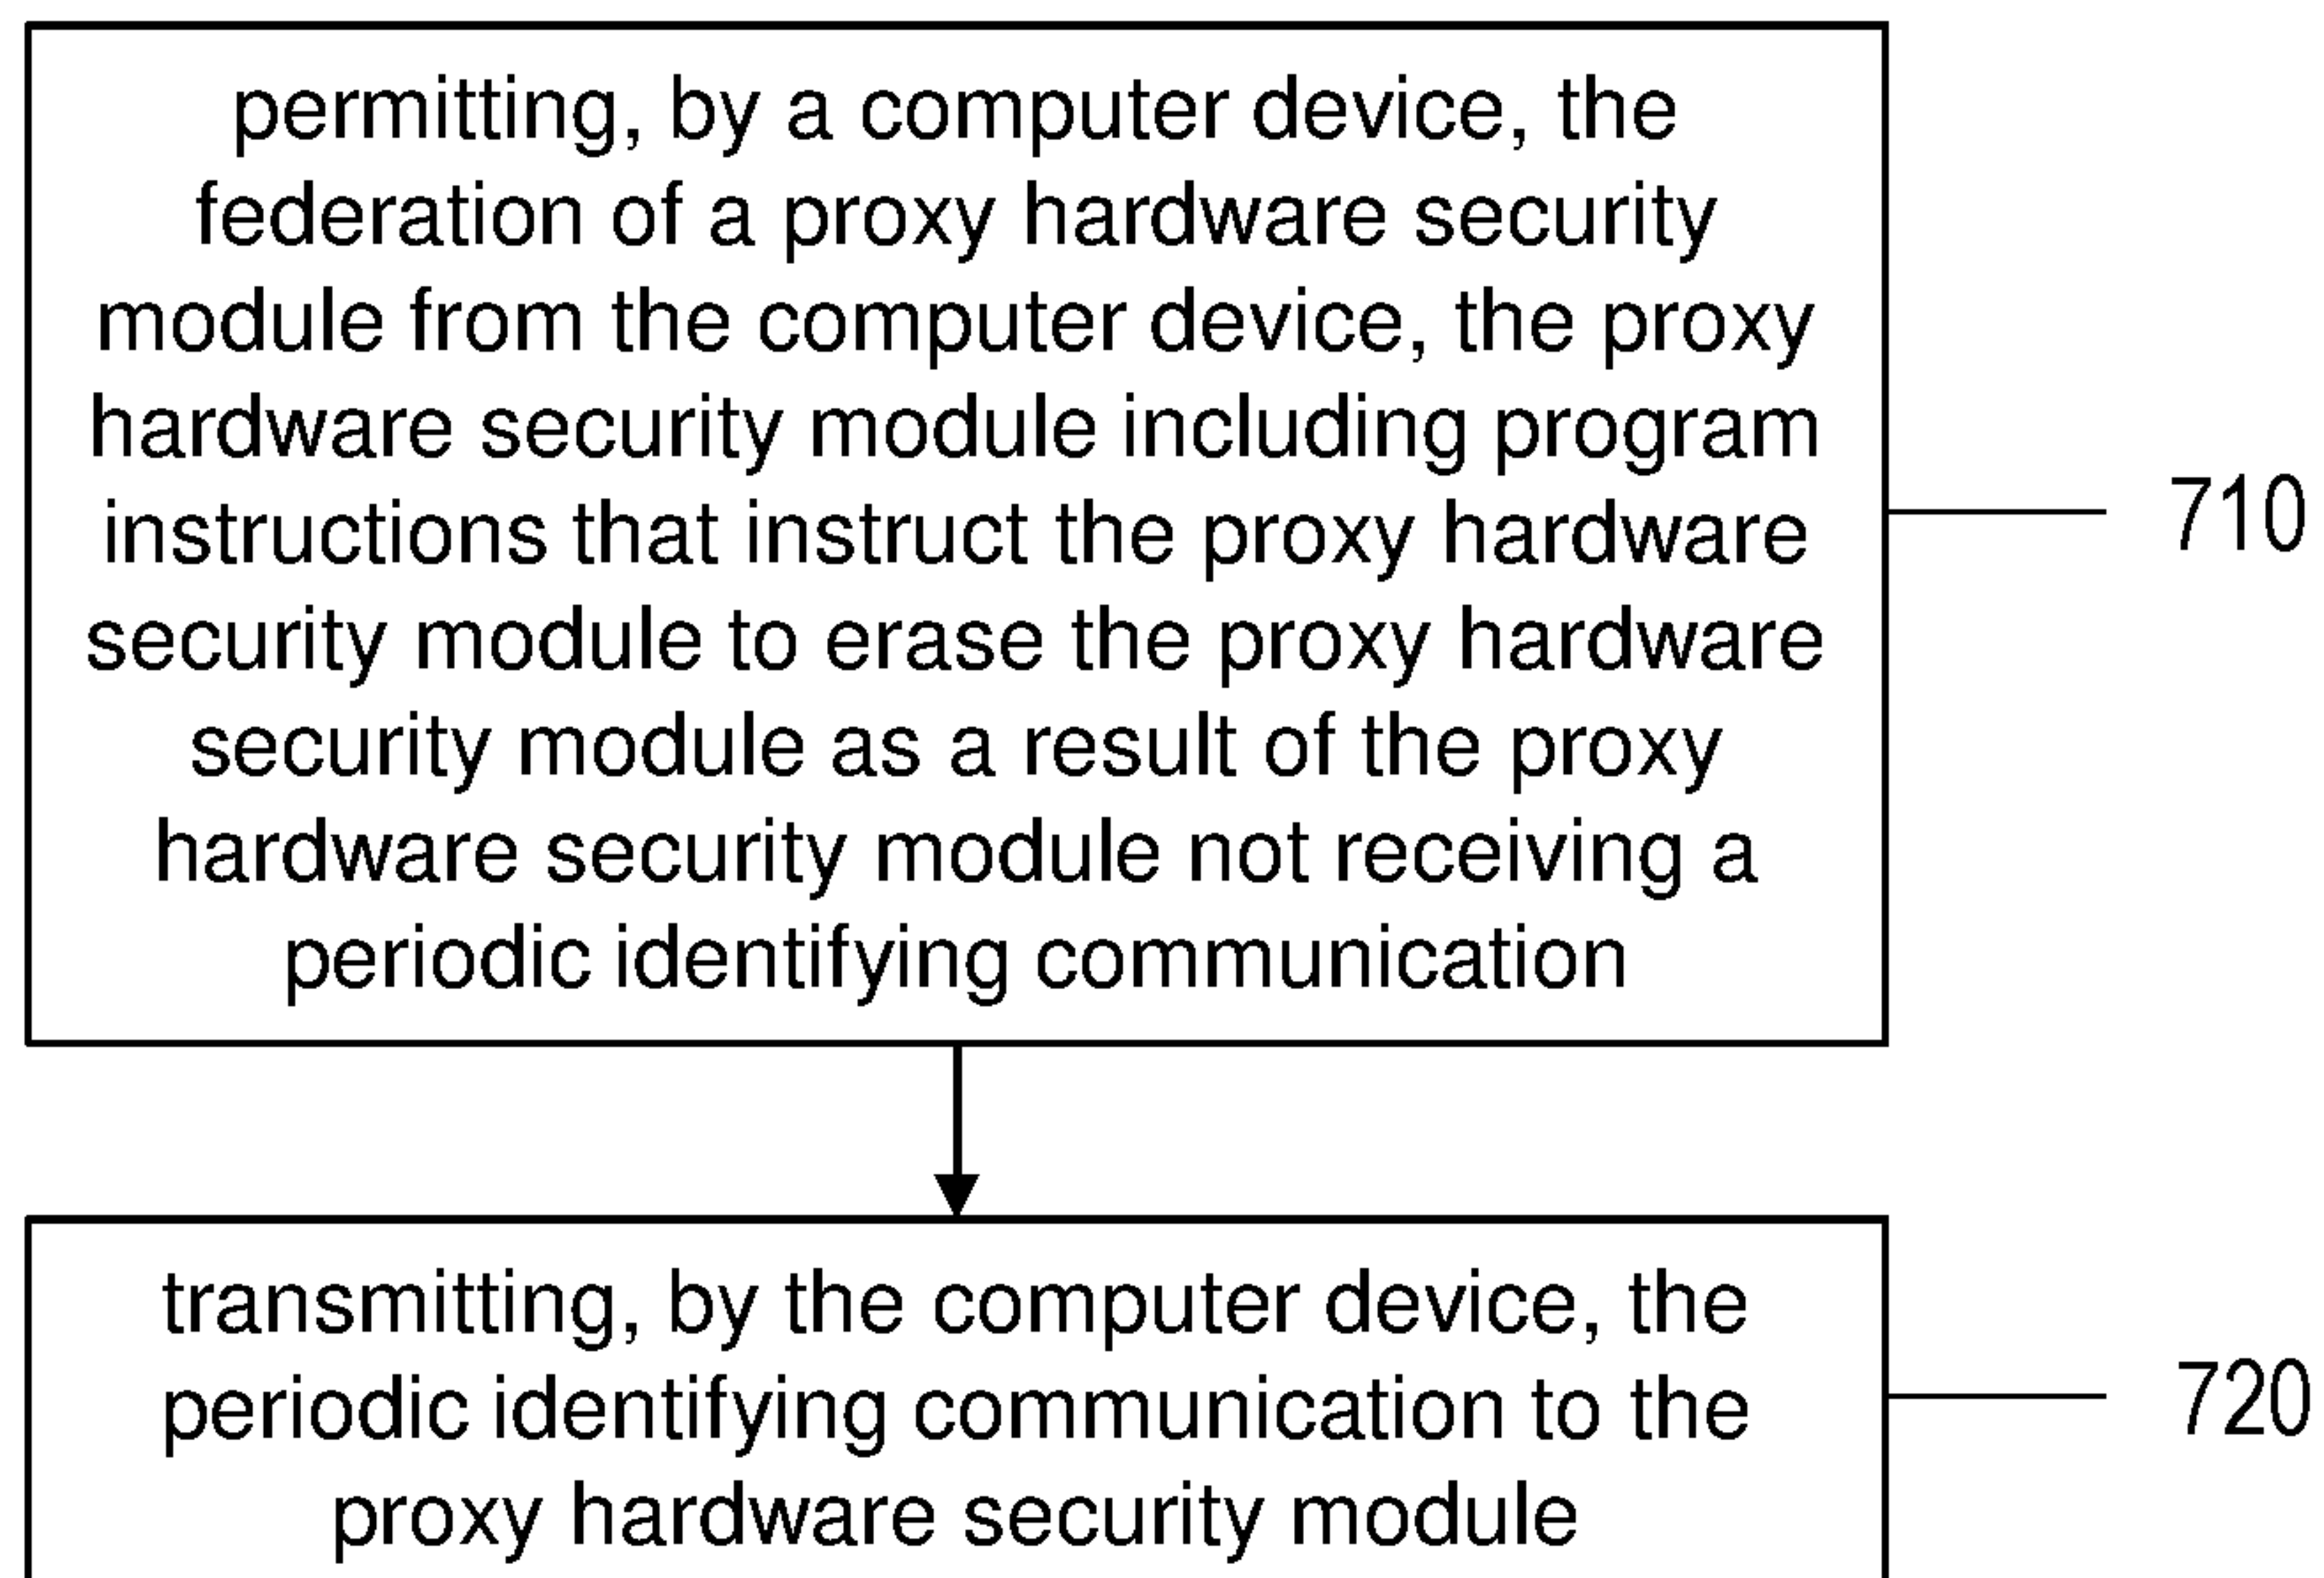 permitting, by a computer device, the
federation of a proxy hardware security
module from the computer device, the proxy
hardware security module including program
instructions that instruct the proxy hardware
security module to erase the proxy hardware
security module as a result of the proxy
hardware security module not receiving a
periodic identifying communication
710
transmitting, by the computer device, the
periodic identifying communication to the
proxy hardware security module
720